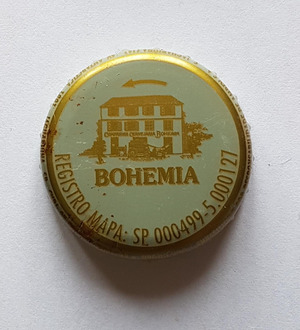 COMPANHIA CERVEJARIA BOHEMIA
BOHEMIA
REGISTRO MAPA: SP 000499-5.000127